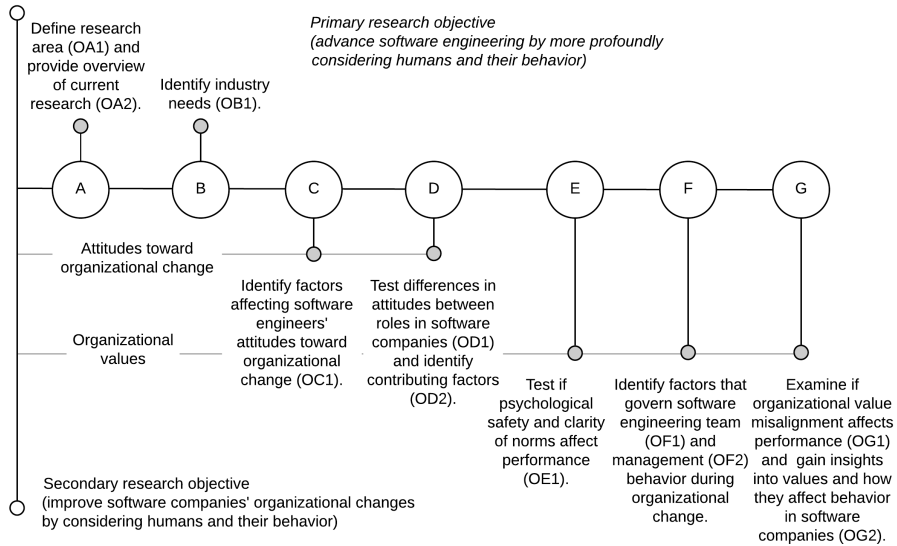 Primary research objective
(advance software engineering by more profoundly
considering humans and their behavior)
Define research
area (OA1) and
provide overview
of current
research (OA2).
Identify industry
needs (OB1).
A
B
C
D
E
F
G
Attitudes toward
organizational change
Identify factors
affecting software
engineers'
attitudes toward
organizational
change (OC1).
Test differences in
attitudes between
roles in software
companies (OD1)
and identify
contributing factors
(OD2).
Organizational
values
Test if
psychological
safety and clarity
of norms affect
performance
(OE1).
Identify factors that
govern software
engineering team
(OF1) and
management (OF2)
behavior during
organizational
change.
Examine if
organizational value
misalignment affects
performance (OG1)
and gain insights
into values and how
they affect behavior
in software
companies (OG2).
Secondary research objective
(improve software companies' organizational changes
by considering humans and their behavior)